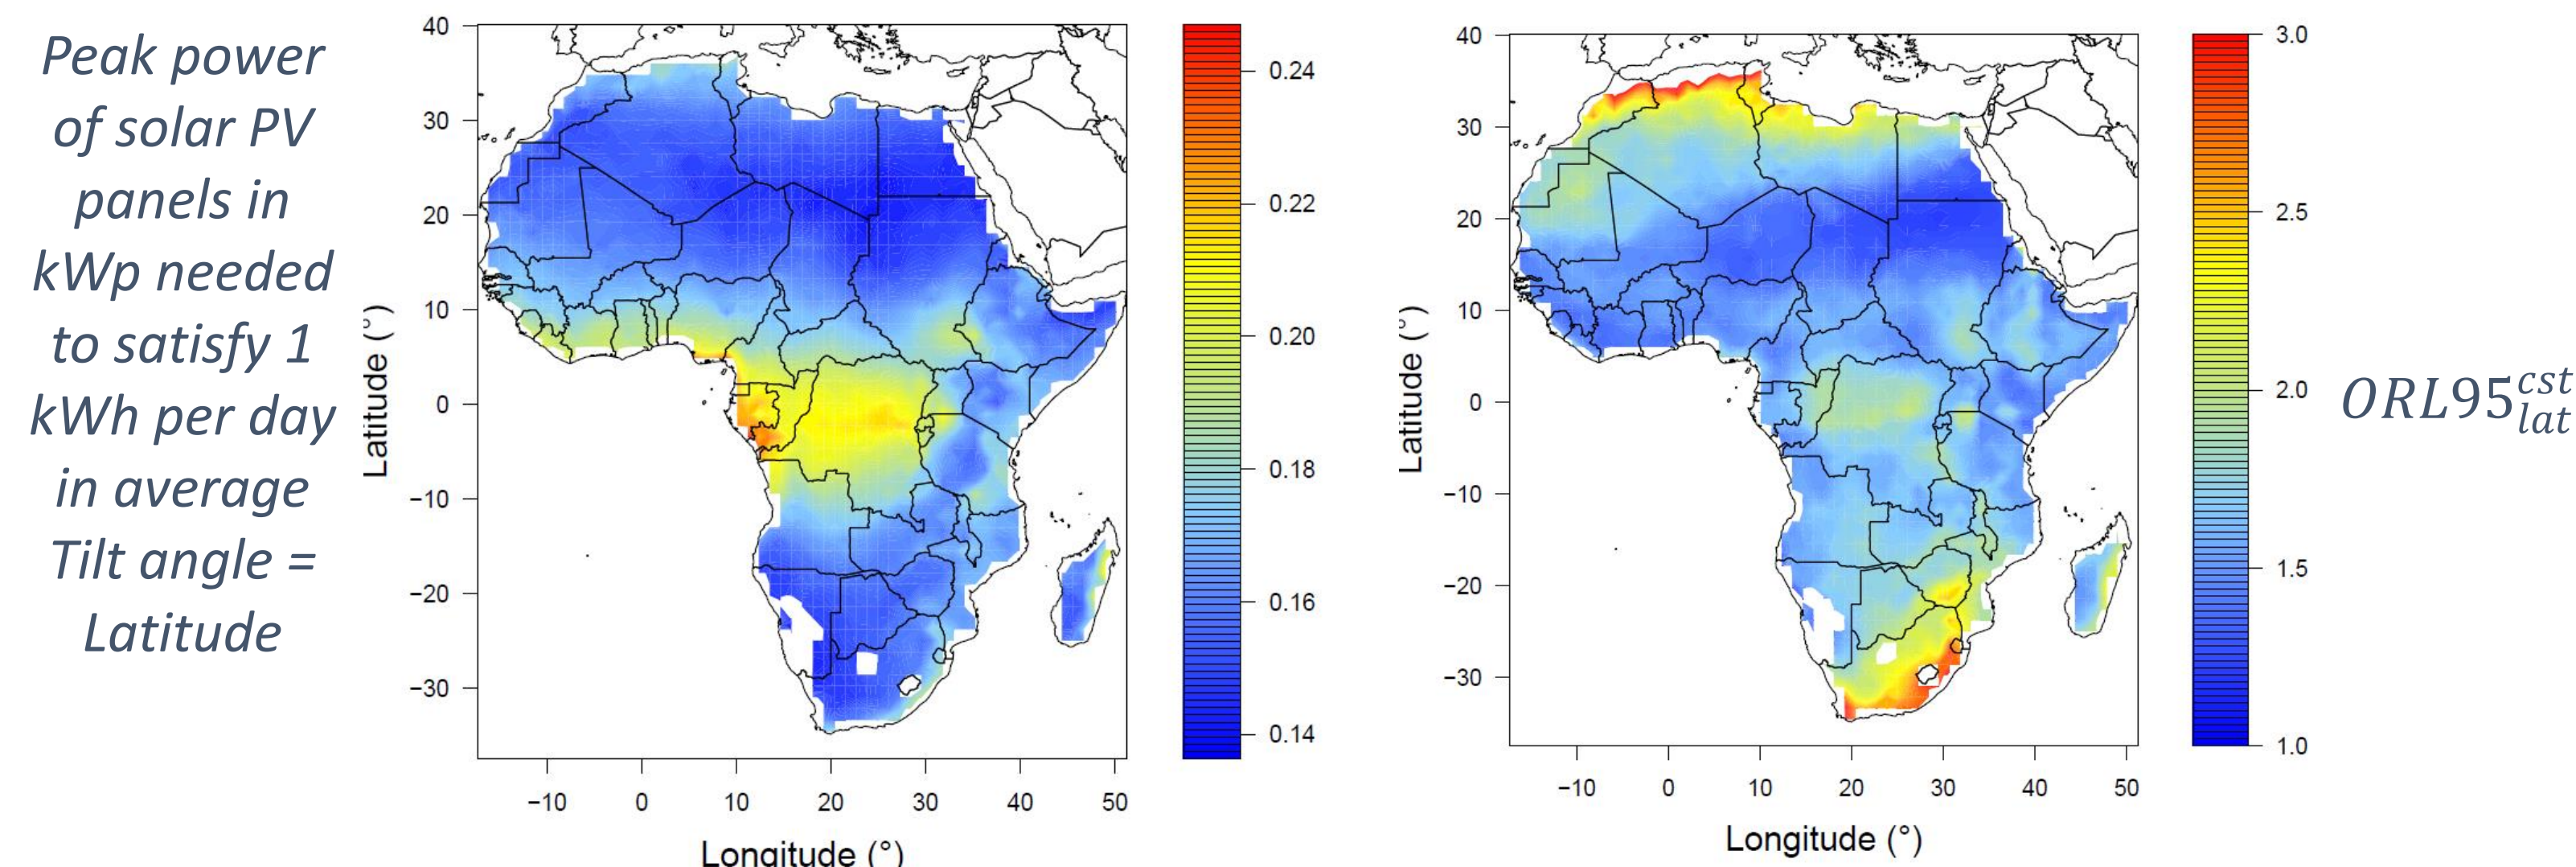 Peak power
of solar PV
panels in
kWp needed
to satisfy 1
kWh per day
in average
Tilt angle =
Latitude
40
30
20
10
0
−10
−20
−30
Latitude (°)
−10 0 10 20 30 40 50
Longitude (°)
0.24
0.22
0.20
0.18
0.16
0.14
40
30
20
10
0
−10
−20
−30
Latitude (°)
−10 0 10 20 30 40 50
Longitude (°)
3.0
2.5
2.0
1.5
1.0
ORL95 cst lat